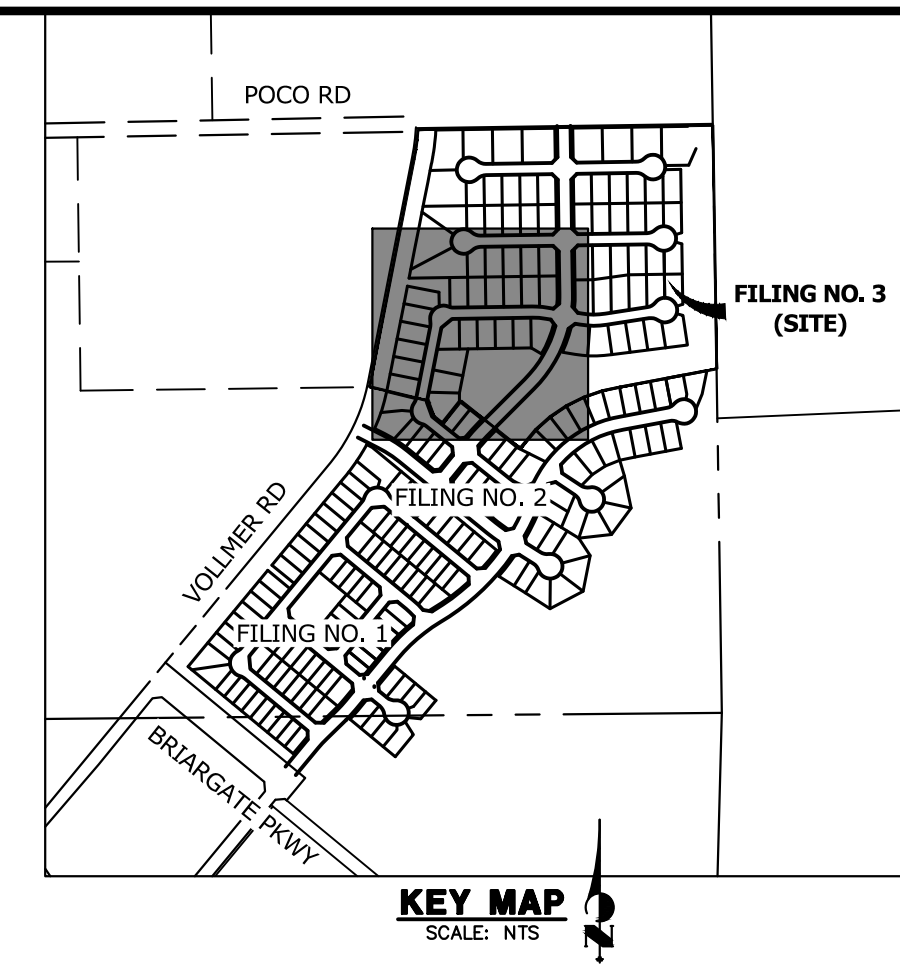 POCO RD
FILING NO. 3
(SITE)
FILING NO. 2
VOLLMER RD
FILING NO. 1
BRIARGATE PKWY
KEY MAP
SCALE: NTS
N